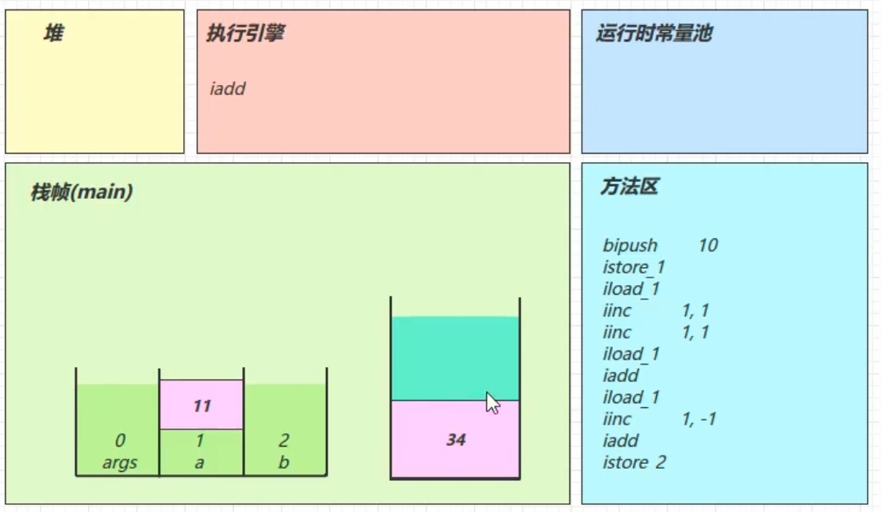 堆
执行引擎
iadd
运行时常量池
栈帧(main)
11
0
args
1
a
2
b
34
方法区
bipush 10
istore_1
iload_1
iinc 1, 1
iinc 1, 1
iload_1
iadd
iload_1
iinc 1, -1
iadd
istore 2